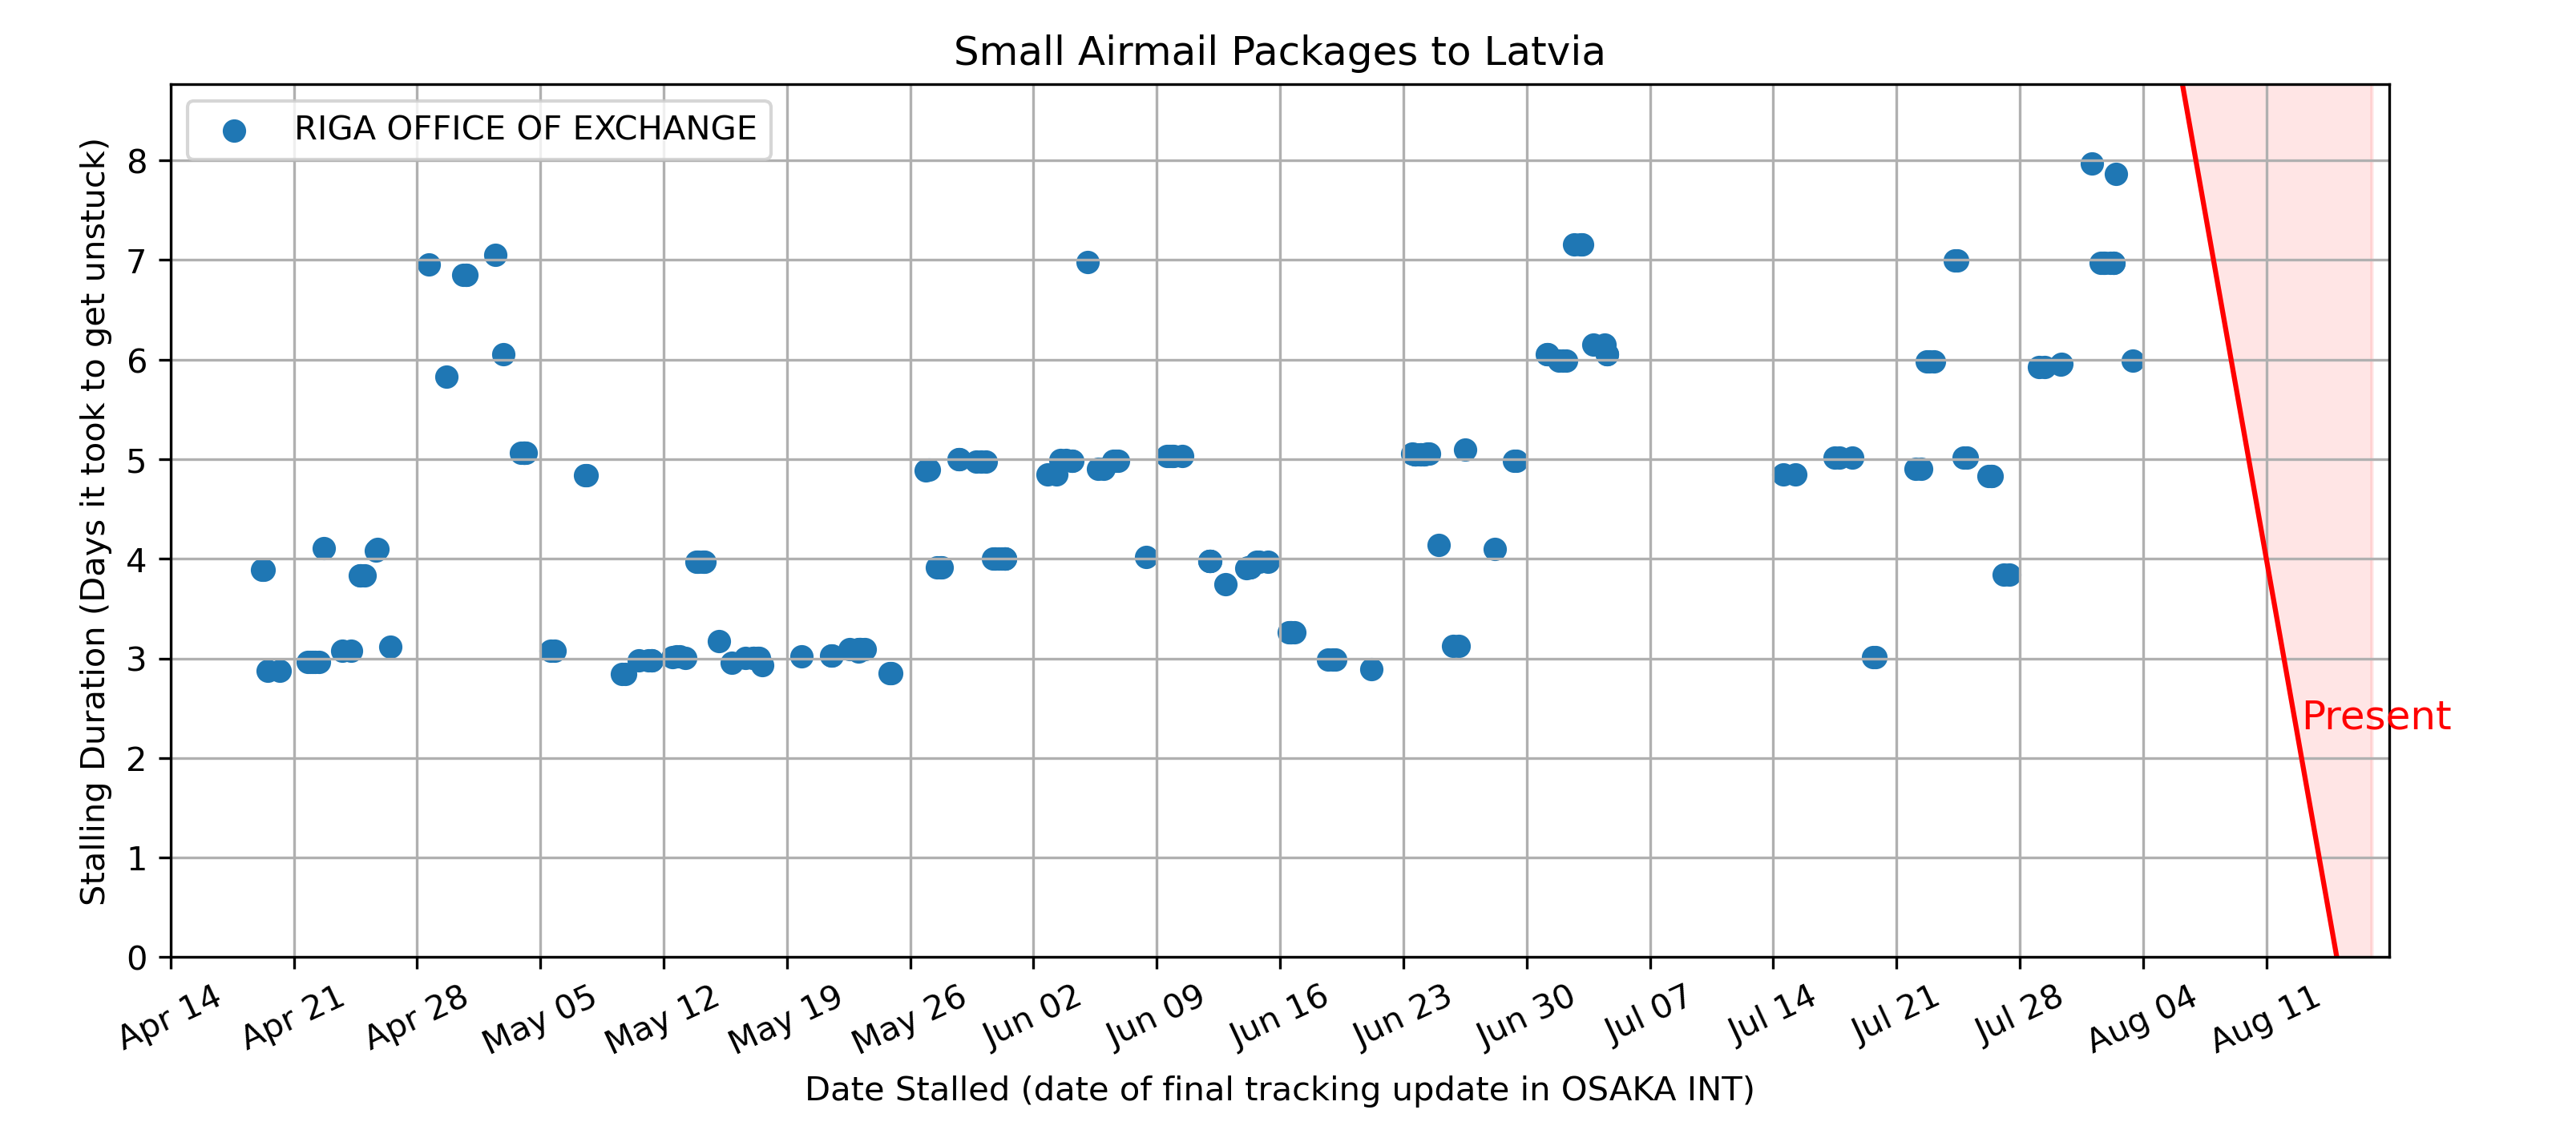 Small Airmail Packages to Latvia
RIGA OFFICE OF EXCHANGE
Stalling Duration (Days it took to get unstuck)
8
7
6
5
4
3
2
1
0
Present
Apr 14
Apr 21
Apr 28
May 05
May 12
May 19
May 26
Jun 02
Jun 09
Jun 16
Jun 23
Jun 30
Jul 07
Jul 14
Jul 21
Jul 28
Aug 04
Aug 11
Date Stalled (date of final tracking update in OSAKA INT)